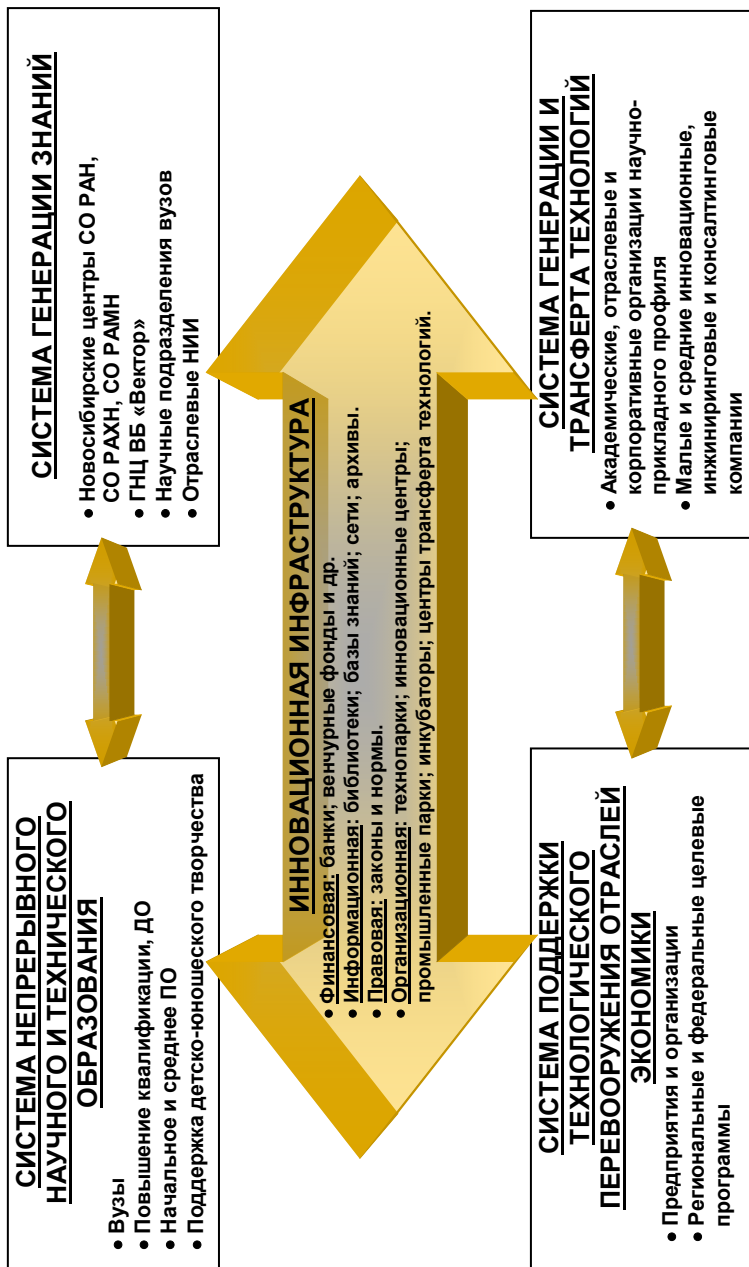 СИСТЕМА НЕПРЕРЫВНОГО
НАУЧНОГО И ТЕХНИЧЕСКОГО
ОБРАЗОВАНИЯ
• Вузы
• Повышение квалификации, ДО
• Начальное и среднее ПО
• Поддержка детско-юношеского творчества
СИСТЕМА ГЕНЕРАЦИИ ЗНАНИЙ
• Новосибирские центры СО РАН,
СО РАХН, СО РАМН
• ГНЦ ВБ «Вектор»
• Научные подразделения вузов
• Отраслевые НИИ
ИННОВАЦИОННАЯ ИНФРАСТРУКТУРА
• Финансовая: банки; венчурные фонды и др.
• Информационная: библиотеки; базы знаний; сети; архивы.
• Правовая: законы и нормы.
• Организационная: технопарки; инновационные центры;
промышленные парки; инкубаторы; центры трансферта технологий.
СИСТЕМА ПОДДЕРЖКИ
ТЕХНОЛОГИЧЕСКОГО
ПЕРЕВООРУЖЕНИЯ ОТРАСЛЕЙ
ЭКОНОМИКИ
• Предприятия и организации
• Региональные и федеральные целевые
программы
СИСТЕМА ГЕНЕРАЦИИ И
ТРАНСФЕРТА ТЕХНОЛОГИЙ
• Академические, отраслевые и
корпоративные организации научно-
прикладного профиля
• Малые и средние инновационные,
инжиниринговые и консалтинговые
компании